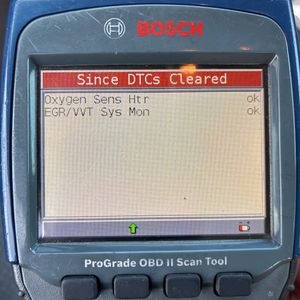 BOSCH
Since DTCs Cleared
Oxygen Sens Htr ok
EGR/VVT Sys Mon ok
ProGrade OBD II Scan Tool